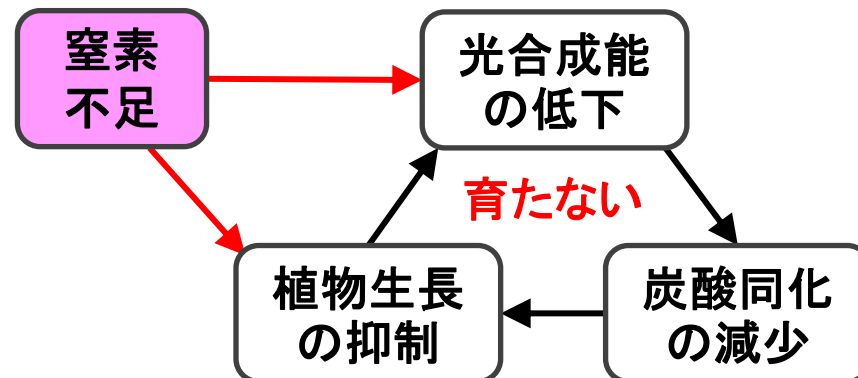 窒素
不足
光合成能
の低下
育たない
植物生長
の抑制
炭酸同化
の減少